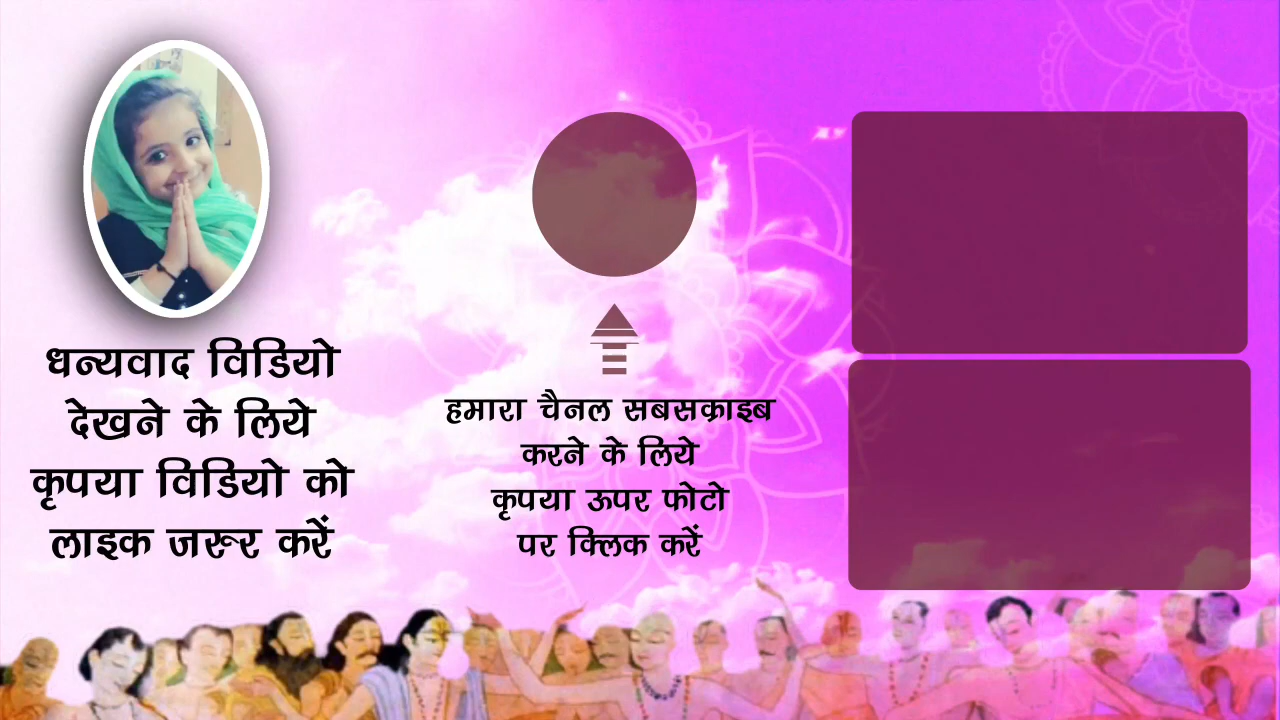 धन्यवाद विडियो
देखने के लिये
कृपया विडियो को
लाइक जरूर करें
हमारा चैनल सबसक्राइब
करने के लिये
कृपया ऊपर फोटो
पर क्लिक करें